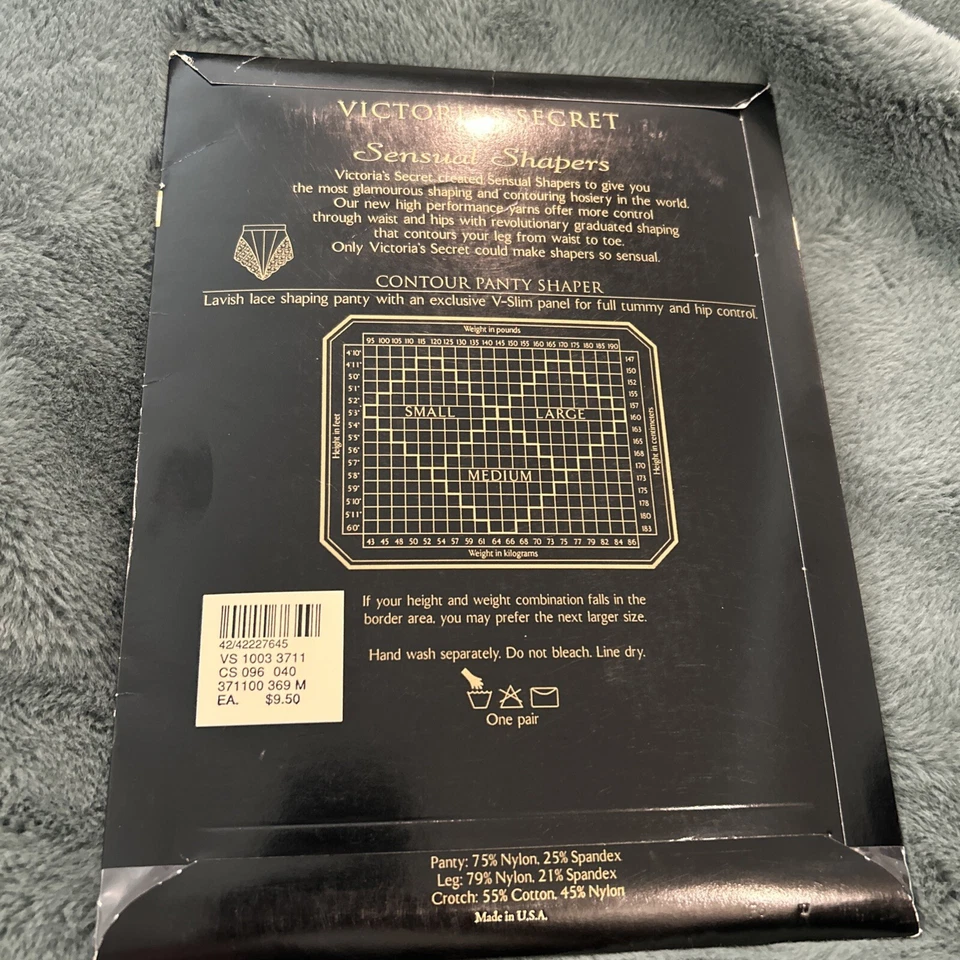 VICTORIA'S SECRET
Sensual Shapers
Victoria's Secret created Sensual Shapers to give you
the most glamourous shaping and contouring hosiery in the world.
Our new high performance yarns offer more control
through waist and hips with revolutionary graduated shaping
that contours your leg from waist to toe.
Only Victoria's Secret could make shapers so sensual.
CONTOUR PANTY SHAPER
Lavish lace shaping panty with an exclusive V-Slim panel for full tummy and hip control.
Weight in pounds
95 100 105 110 115 120 125 130 135 140 145 150 155 160 165 170 175 180 185 190
Height in feet
4'10"
4'11"
5'0"
5'1"
5'2"
5'3"
5'4"
5'5"
5'6"
5'7"
5'8"
5'9"
5'10"
5'11"
6'0"
SMALL
LARGE
MEDIUM
147
150
152
155
157
160
163
165
168
170
173
175
178
180
183
Height in centimeters
43 45 48 50 52 54 57 59 61 64 66 68 70 73 75 77 79 82 84 86
Weight in kilograms
If your height and weight combination falls in the
border area, you may prefer the next larger size.
Hand wash separately. Do not bleach. Line dry.
One pair
42/42227645
VS 1003 3711
CS 096 040
371100 369 M
EA. $9.50
Panty: 75% Nylon, 25% Spandex
Leg: 79% Nylon, 21% Spandex
Crotch: 55% Cotton, 45% Nylon
Made in U.S.A.